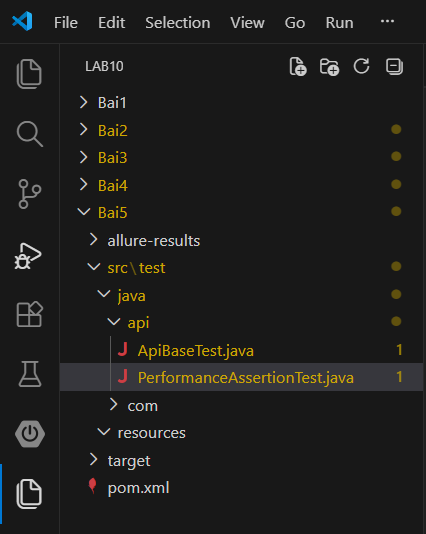 File Edit Selection View Go Run ···
LAB10
Bai1
Bai2
Bai3
Bai4
Bai5
allure-results
src\test
java
api
J ApiBaseTest.java 1
J PerformanceAssertionTest.java 1
com
resources
target
pom.xml